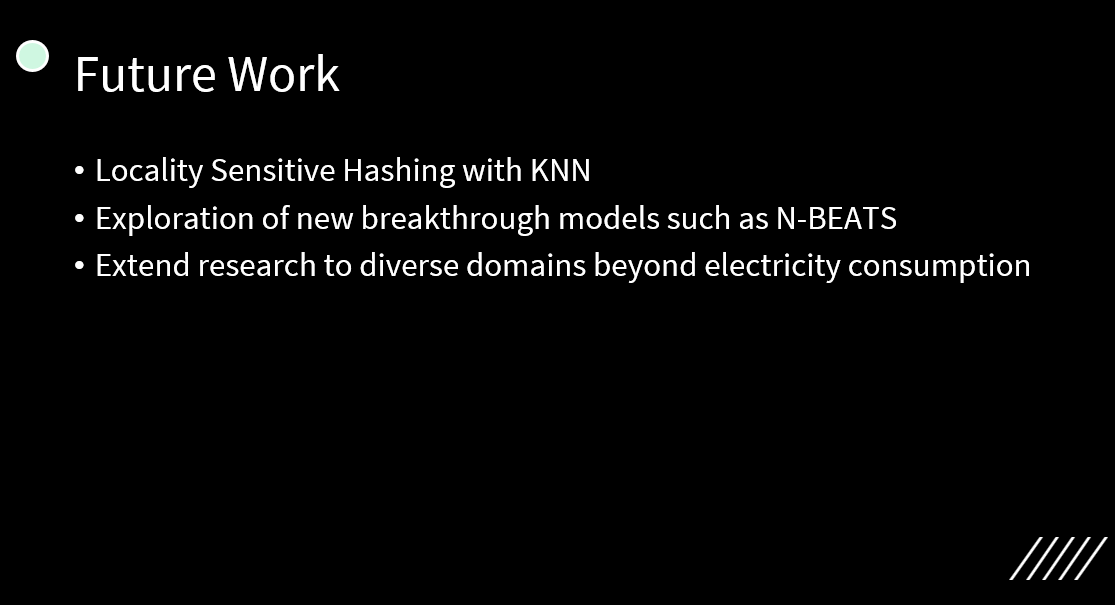 Future Work
• Locality Sensitive Hashing with KNN
• Exploration of new breakthrough models such as N-BEATS
• Extend research to diverse domains beyond electricity consumption